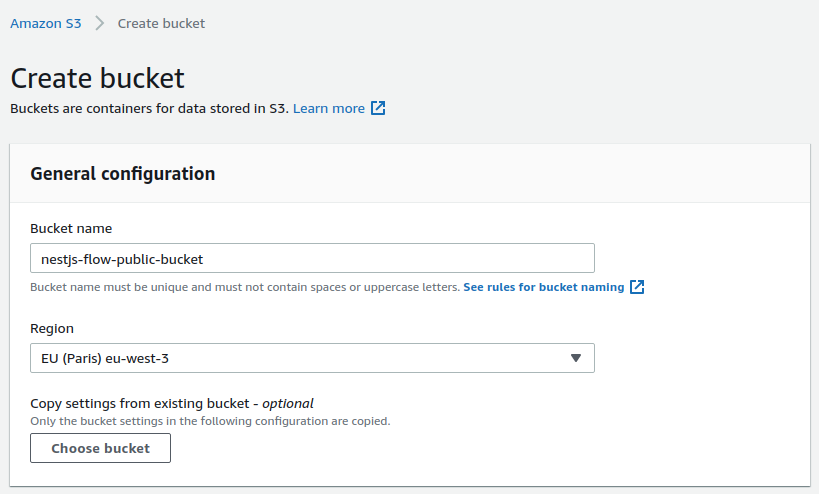 Amazon S3 > Create bucket
Create bucket
Buckets are containers for data stored in S3. Learn more
General configuration
Bucket name
nestjs-flow-public-bucket
Bucket name must be unique and must not contain spaces or uppercase letters. See rules for bucket naming
Region
EU (Paris) eu-west-3
Copy settings from existing bucket - optional
Only the bucket settings in the following configuration are copied.
Choose bucket